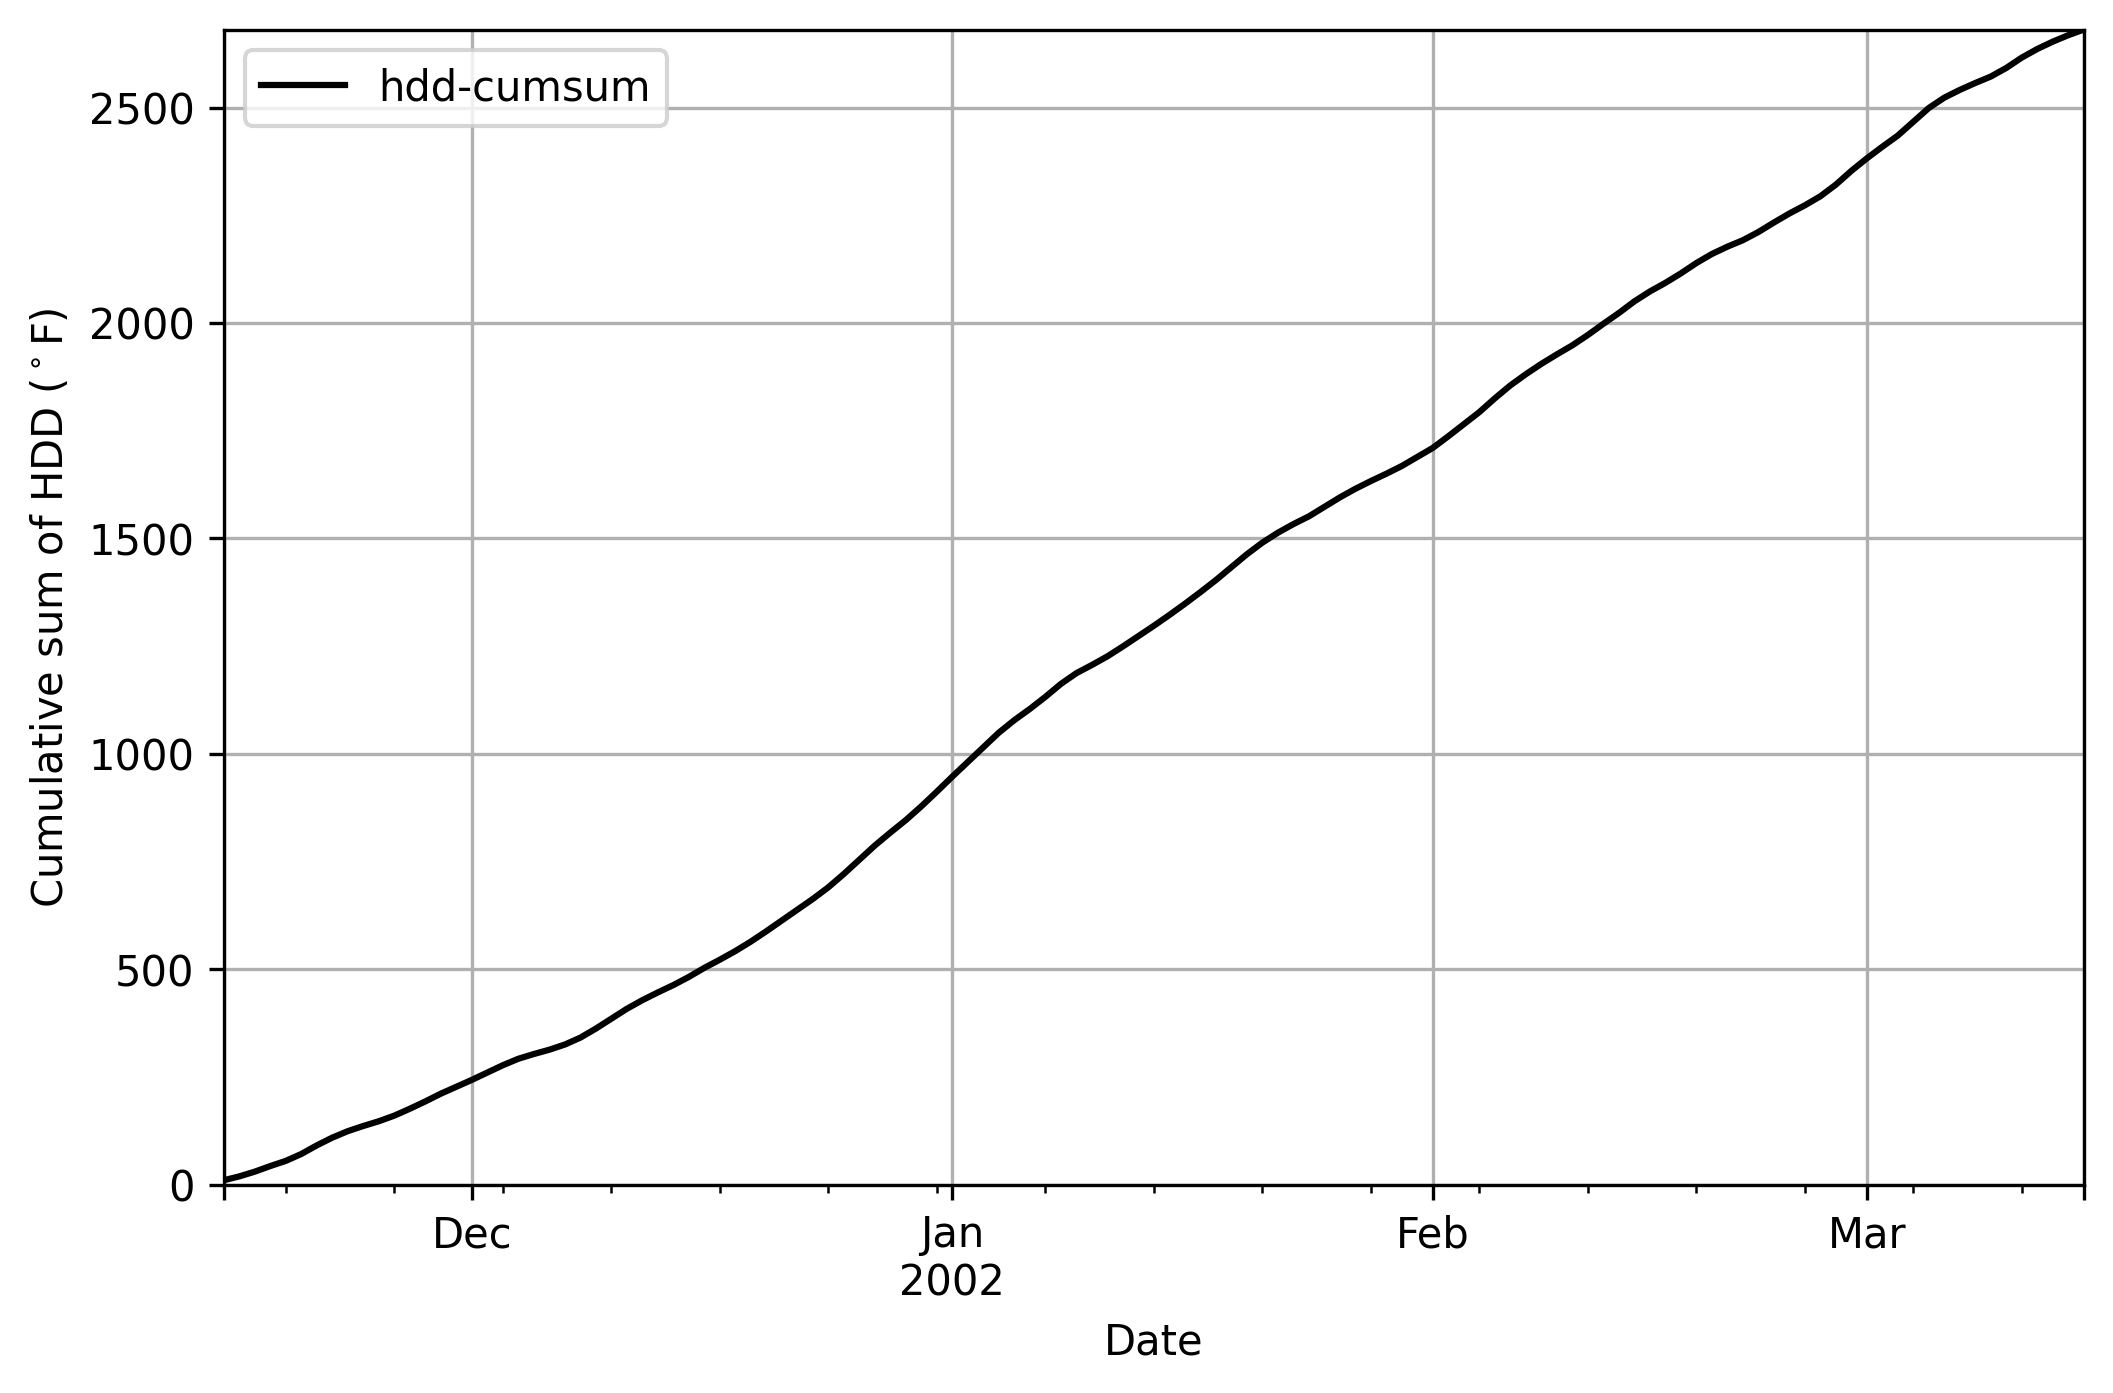 hdd-cumsum
2500
2000
1500
1000
500
0
Cumulative sum of HDD (°F)
Dec
Jan
Feb
Mar
2002
Date